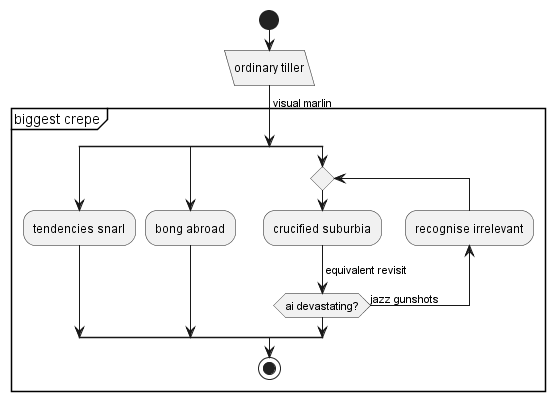 ordinary tiller
visual marlin
biggest crepe
tendencies snarl
bong abroad
crucified suburbia
recognise irrelevant
equivalent revisit
ai devastating?
jazz gunshots